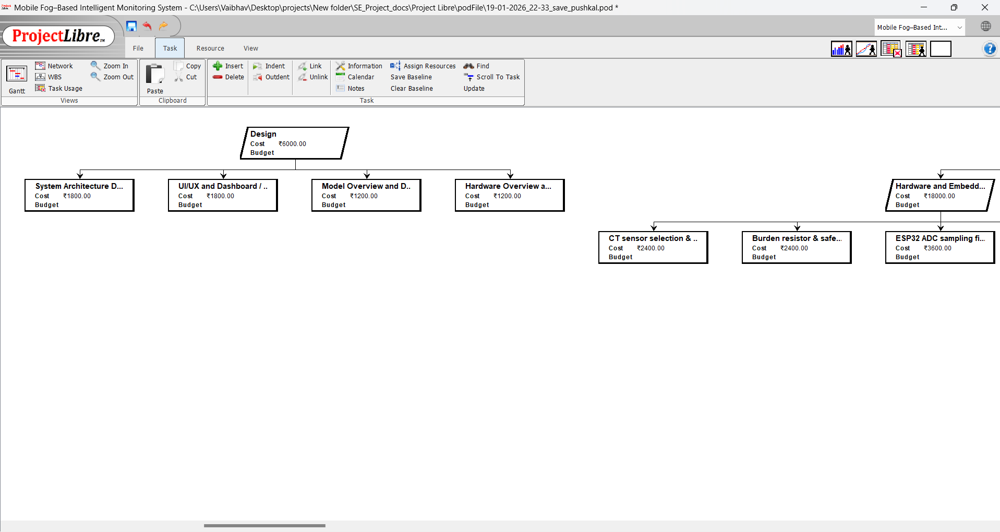 Mobile Fog–Based Intelligent Monitoring System - C:\Users\Vaibhav\Desktop\projects\New folder\SE_Project_docs\Project Libre\podFile\19-01-2026_22-33_save_pushkal.pod *
ProjectLibre
Mobile Fog–Based Int...
File Task Resource View
Network
WBS
Task Usage
Gantt
Zoom In
Zoom Out
Views
Paste
Copy
Cut
Clipboard
Insert
Delete
Indent
Outdent
Link
Unlink
Information
Calendar
Notes
Assign Resources
Save Baseline
Clear Baseline
Find
Scroll To Task
Update
Task
Design
Cost ₹6000.00
Budget
System Architecture D...
Cost ₹1800.00
Budget
UI/UX and Dashboard / ..
Cost ₹1800.00
Budget
Model Overview and D..
Cost ₹1200.00
Budget
Hardware Overview a...
Cost ₹1200.00
Budget
Hardware and Embedd...
Cost ₹18000.00
Budget
CT sensor selection & ..
Cost ₹2400.00
Budget
Burden resistor & safe...
Cost ₹2400.00
Budget
ESP32 ADC sampling fi...
Cost ₹3600.00
Budget